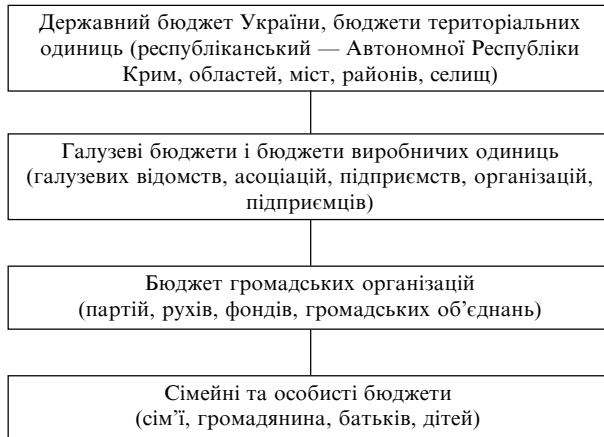 Державний бюджет України, бюджети територіальних
одиниць (республіканський — Автономної Республіки
Крим, областей, міст, районів, селищ)
Галузеві бюджети і бюджети виробничих одиниць
(галузевих відомств, асоціацій, підприємств, організацій,
підприємців)
Бюджет громадських організацій
(партій, рухів, фондів, громадських об’єднань)
Сімейні та особисті бюджети
(сім’ї, громадянина, батьків, дітей)